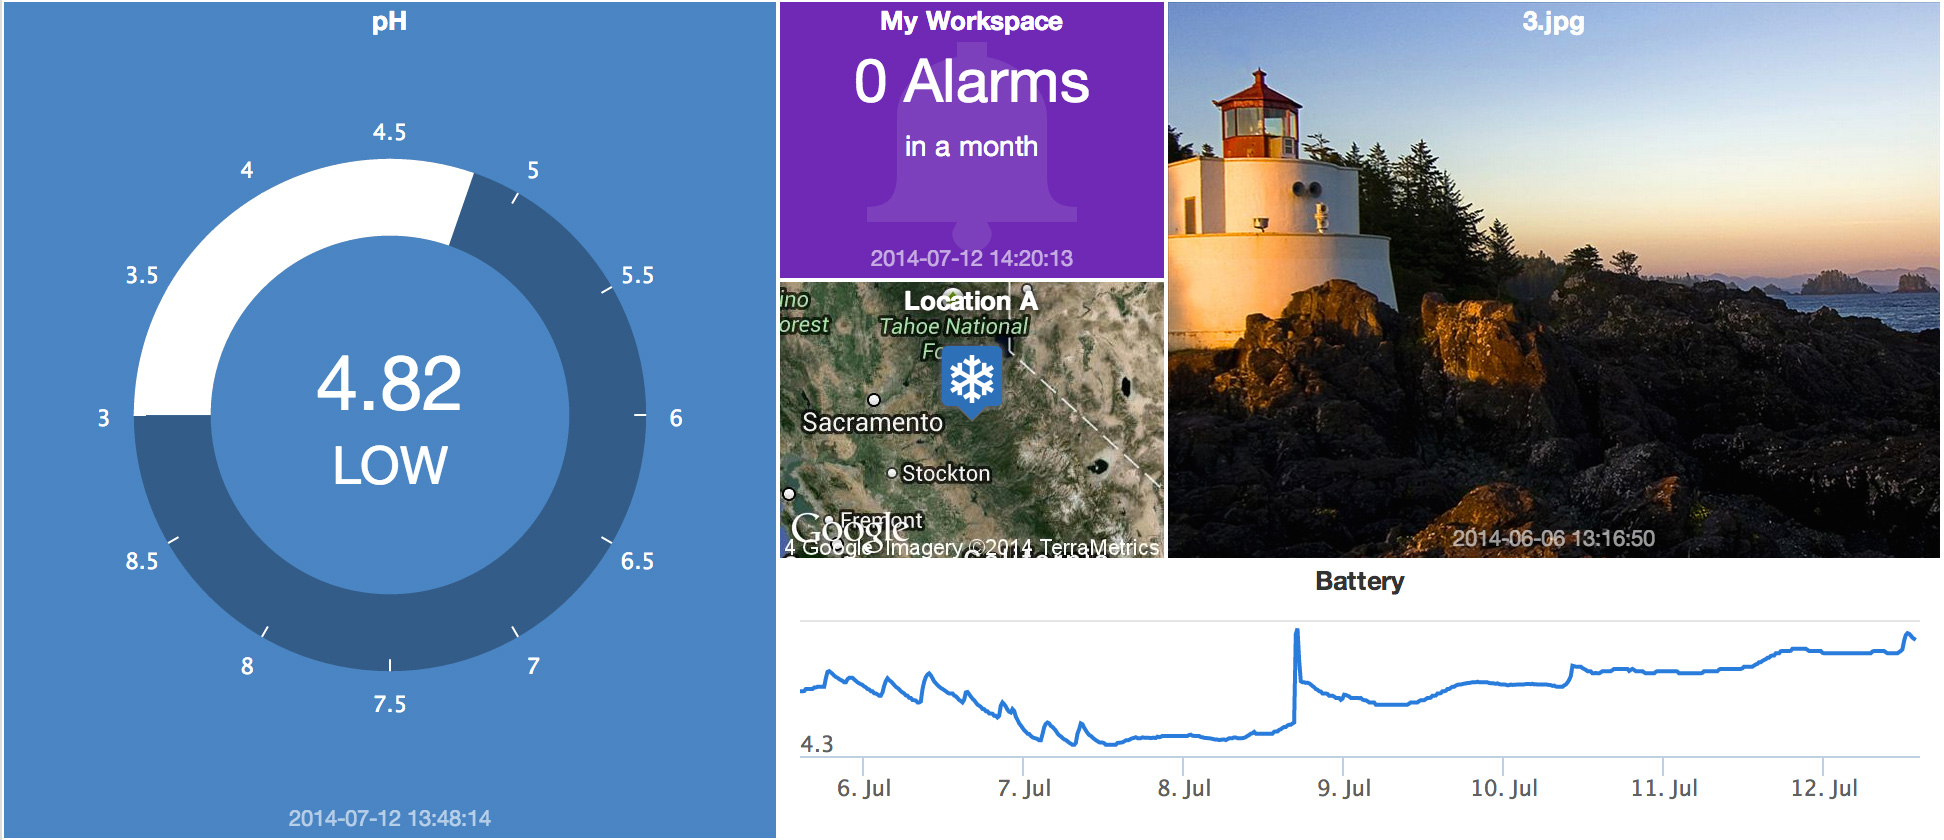 pH
4.5
4
5
3.5
5.5
4.82
3
6
LOW
8.5
6.5
8
7
7.5
2014-07-12 13:48:14
My Workspace
0 Alarms
in a month
2014-07-12 14:20:13
Location A
ino
orest
Tahoe National
Fo
Sacramento
Stockton
Fremont
Google
4 Google Imagery ©2014 TerraMetrics
3.jpg
2014-06-06 13:16:50
Battery
4.3
6. Jul
7. Jul
8. Jul
9. Jul
10. Jul
11. Jul
12. Jul